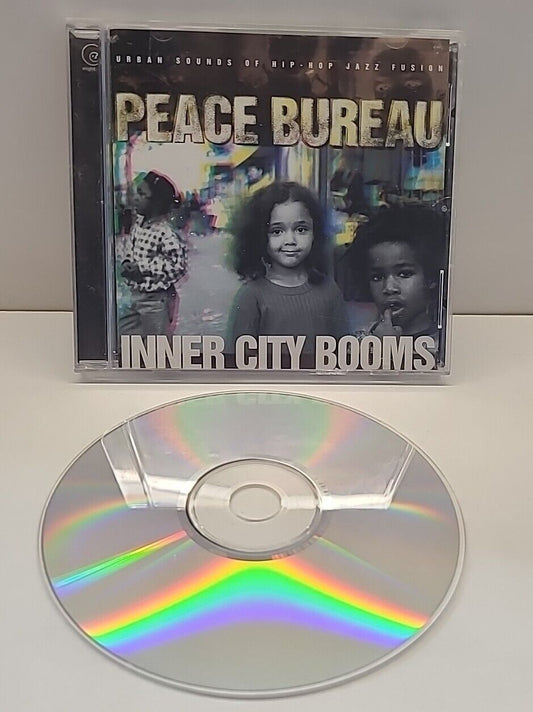 URBAN SOUNDS OF HIP-HOP JAZZ FUSION
PEACE BUREAU
INNER CITY BOOMS